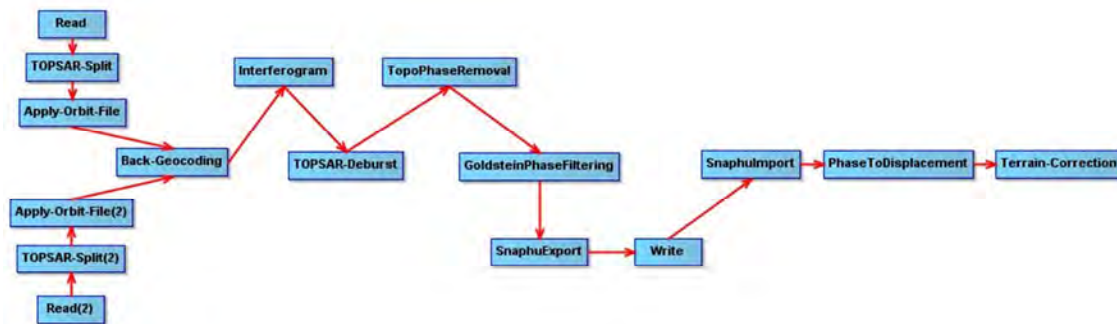 Read
TOPSAR-Split
Apply-Orbit-File
Back-Geocoding
Apply-Orbit-File(2)
TOPSAR-Split(2)
Read(2)
Interferogram
TOPSAR-Deburst
TopoPhaseRemoval
GoldsteinPhaseFiltering
SnaphuExport
Write
SnaphuImport
PhaseToDisplacement
Terrain-Correction